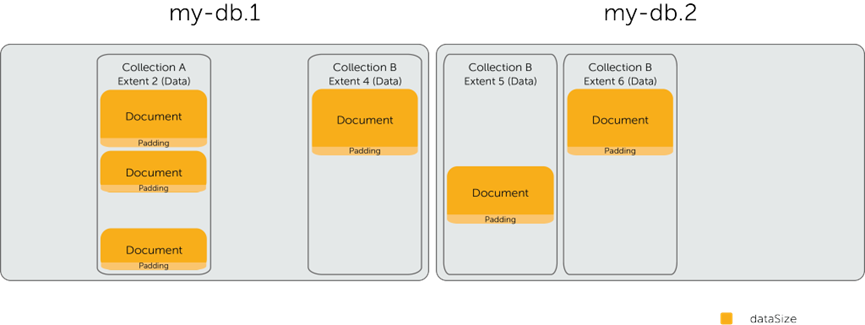 my-db.1
my-db.2
Collection A
Extent 2 (Data)
Document
Padding
Document
Padding
Document
Padding
Collection B
Extent 4 (Data)
Document
Padding
Collection B
Extent 5 (Data)
Document
Padding
Collection B
Extent 6 (Data)
Document
Padding
dataSize